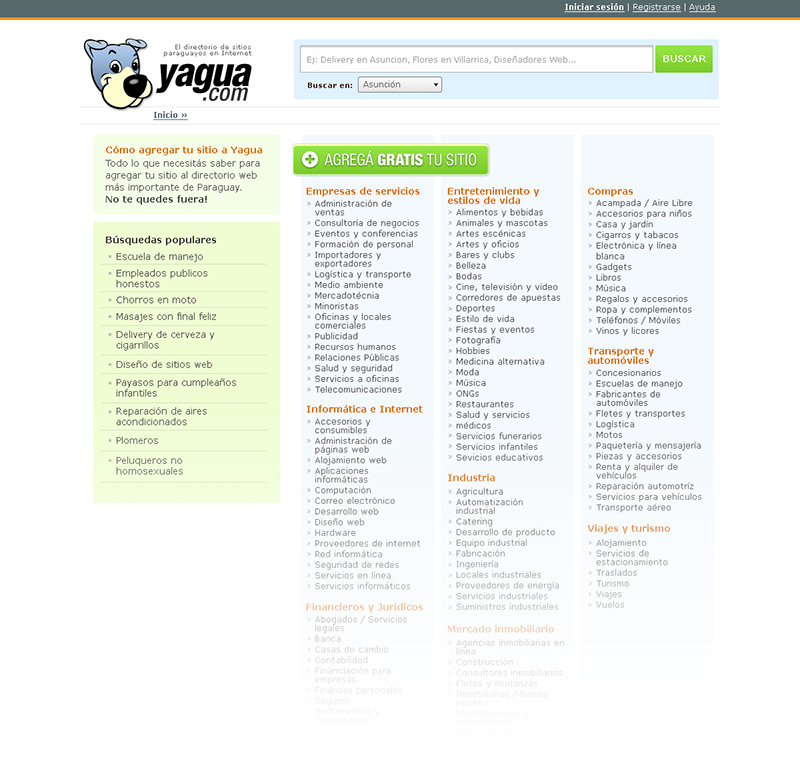 Iniciar sesión | Registrarse | Ayuda
El directorio de sitios
paraguayos en Internet
yagua
.com
Ej: Delivery en Asuncion, Flores en Villarrica, Diseñadores Web...
BUSCAR
Buscar en: Asunción
Inicio »
Cómo agregar tu sitio a Yagua
Todo lo que necesitás saber para
agregar tu sitio al directorio web
más importante de Paraguay.
No te quedes fuera!
Búsquedas populares
Escuela de manejo
Empleados publicos
honestos
Chorros en moto
Masajes con final feliz
Delivery de cerveza y
cigarrillos
Diseño de sitios web
Payasos para cumpleaños
infantiles
Reparación de aires
acondicionados
Plomeros
Peluqueros no
homosexuales
AGREGÁ GRATIS TU SITIO
Empresas de servicios
Administración de
ventas
Consultoría de negocios
Eventos y conferencias
Formación de personal
Importadores y
exportadores
Logística y transporte
Medio ambiente
Mercadotécnia
Minoristas
Oficinas y locales
comerciales
Publicidad
Recursos humanos
Relaciones Públicas
Salud y seguridad
Servicios a oficinas
Telecomunicaciones
Informática e Internet
Accesorios y
consumibles
Administración de
páginas web
Alojamiento web
Aplicaciones
informáticas
Computación
Correo electrónico
Desarrollo web
Diseño web
Hardware
Proveedores de internet
Red informática
Seguridad de redes
Servicios en línea
Servicios informáticos
Financieros y Jurídicos
Abogados / Servicios
legales
Banca
Casas de cambio
Contabilidad
Financiación para
empresas
Finanzas personales
Seguros
Entretenimiento y
estilos de vida
Alimentos y bebidas
Animales y mascotas
Artes escénicas
Artes y oficios
Bares y clubs
Belleza
Bodas
Cine, televisión y video
Corredores de apuestas
Deportes
Estilo de vida
Fiestas y eventos
Fotografía
Hobbies
Medicina alternativa
Moda
Música
ONGs
Restaurantes
Salud y servicios
médicos
Servicios funerarios
Servicios infantiles
Sevicios educativos
Industria
Agricultura
Automatización
industrial
Catering
Desarrollo de producto
Equipo industrial
Fabricación
Ingeniería
Locales industriales
Proveedores de energía
Servicios industriales
Suministros industriales
Mercado inmobiliario
Agencias inmobiliarias en
línea
Construcción
Consultores inmobiliarios
Fletes y mudanzas
Inmobiliarias / Bienes
raíces
Compras
Acampada / Aire Libre
Accesorios para niños
Casa y jardín
Cigarros y tabacos
Electrónica y línea
blanca
Gadgets
Libros
Música
Regalos y accesorios
Ropa y complementos
Teléfonos / Móviles
Vinos y licores
Transporte y
automóviles
Concesionarios
Escuelas de manejo
Fabricantes de
automóviles
Fletes y transportes
Logística
Motos
Paquetería y mensajería
Piezas y accesorios
Renta y alquiler de
vehículos
Reparación automotríz
Servicios para vehículos
Transporte aéreo
Viajes y turismo
Alojamiento
Servicios de
estacionamiento
Traslados
Turismo
Viajes
Vuelos